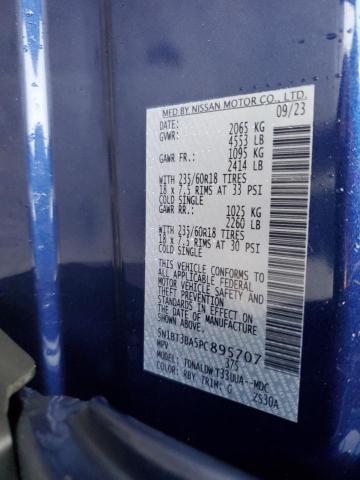 MFD BY NISSAN MOTOR CO., LTD.
DATE: 09/23
GVWR: 2065 KG
4553 LB
GAWR FR.: 1095 KG
2414 LB
WITH 235/60R18 TIRES
18 x 7.5 RIMS AT 33 PSI
COLD SINGLE
GAWR RR.: 1025 KG
2260 LB
WITH 235/60R18 TIRES
18 x 7.5 RIMS AT 30 PSI
COLD SINGLE
THIS VEHICLE CONFORMS TO
ALL APPLICABLE FEDERAL
MOTOR VEHICLE SAFETY AND
THEFT PREVENTION
STANDARDS IN EFFECT
ON THE DATE OF
MANUFACTURE SHOWN ABOVE.
5N1BT3BA5PC895707
MPV 375
MODEL: TDNALDWT33UUA--MDC
COLOR: RBY TRIM: G ZS30A